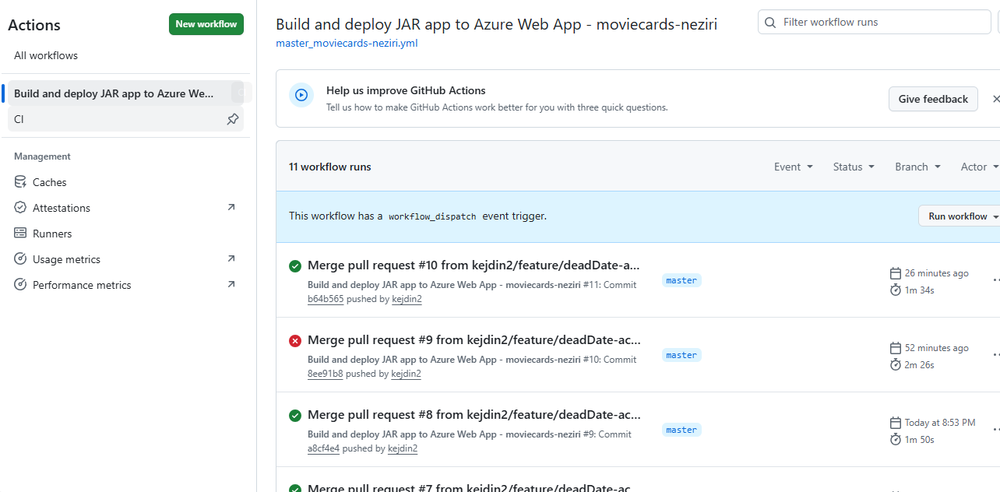 Actions
New workflow
All workflows
Build and deploy JAR app to Azure We...
CI
Management
Caches
Attestations
Runners
Usage metrics
Performance metrics
Build and deploy JAR app to Azure Web App - moviecards-neziri
master_moviecards-neziri.yml
Filter workflow runs
Help us improve GitHub Actions
Tell us how to make GitHub Actions work better for you with three quick questions.
Give feedback
11 workflow runs
Event
Status
Branch
Actor
This workflow has a workflow_dispatch event trigger.
Run workflow
Merge pull request #10 from kejdin2/feature/deadDate-a...
Build and deploy JAR app to Azure Web App - moviecards-neziri #11: Commit
b64b565 pushed by kejdin2
master
26 minutes ago
1m 34s
Merge pull request #9 from kejdin2/feature/deadDate-ac...
Build and deploy JAR app to Azure Web App - moviecards-neziri #10: Commit
8ee91b8 pushed by kejdin2
master
52 minutes ago
2m 26s
Merge pull request #8 from kejdin2/feature/deadDate-ac...
Build and deploy JAR app to Azure Web App - moviecards-neziri #9: Commit
a8cf4e4 pushed by kejdin2
master
Today at 8:53 PM
1m 50s
Merge pull request #7 from kejdin2/feature/deadDate-ac